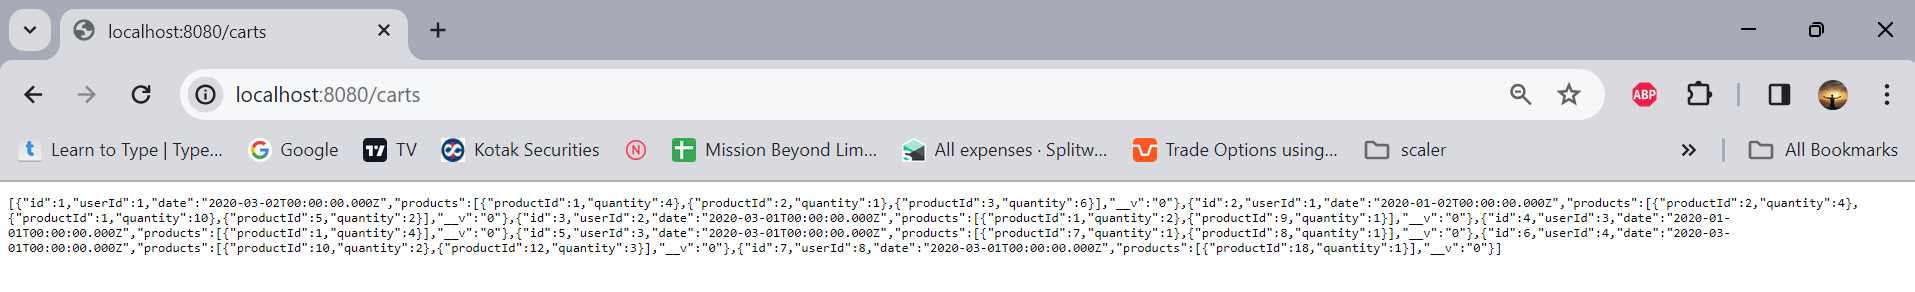 localhost:8080/carts
localhost:8080/carts
ABP
t Learn to Type | Type... G Google TV Kotak Securities N Mission Beyond Lim... All expenses · Splitw... Trade Options using... scaler » All Bookmarks
[{"id":1,"userId":1,"date":"2020-03-02T00:00:00.000Z","products":[{"productId":1,"quantity":4},{"productId":2,"quantity":1},{"productId":3,"quantity":6}],"__v":"0"},{"id":2,"userId":1,"date":"2020-01-02T00:00:00.000Z","products":[{"productId":2,"quantity":4},
{"productId":1,"quantity":10},{"productId":5,"quantity":2}],"__v":"0"},{"id":3,"userId":2,"date":"2020-03-01T00:00:00.000Z","products":[{"productId":1,"quantity":2},{"productId":9,"quantity":1}],"__v":"0"},{"id":4,"userId":3,"date":"2020-01-
01T00:00:00.000Z","products":[{"productId":1,"quantity":4}],"__v":"0"},{"id":5,"userId":3,"date":"2020-03-01T00:00:00.000Z","products":[{"productId":7,"quantity":1},{"productId":8,"quantity":1}],"__v":"0"},{"id":6,"userId":4,"date":"2020-03-
01T00:00:00.000Z","products":[{"productId":10,"quantity":2},{"productId":12,"quantity":3}],"__v":"0"},{"id":7,"userId":8,"date":"2020-03-01T00:00:00.000Z","products":[{"productId":18,"quantity":1}],"__v":"0"}]